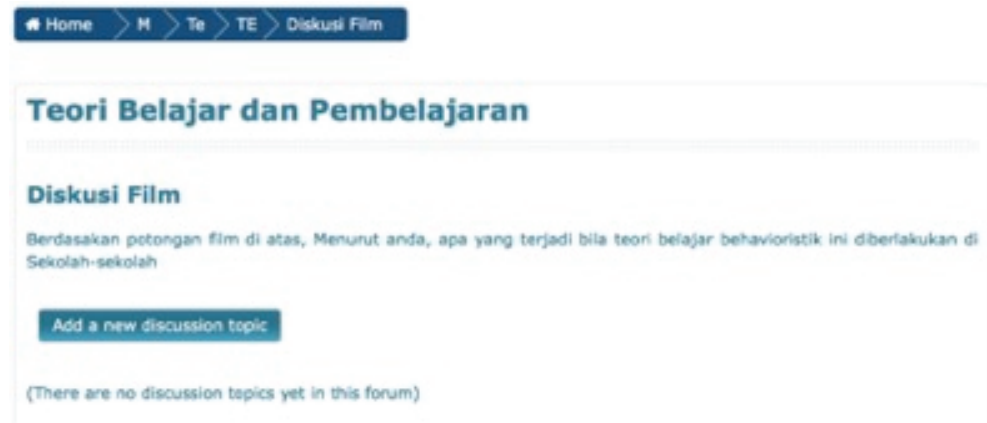 Home M Te TE Diskusi Film
Teori Belajar dan Pembelajaran
Diskusi Film
Berdasakan potongan film di atas, Menurut anda, apa yang terjadi bila teori belajar behavioristik ini diberlakukan di
Sekolah-sekolah
Add a new discussion topic
(There are no discussion topics yet in this forum)